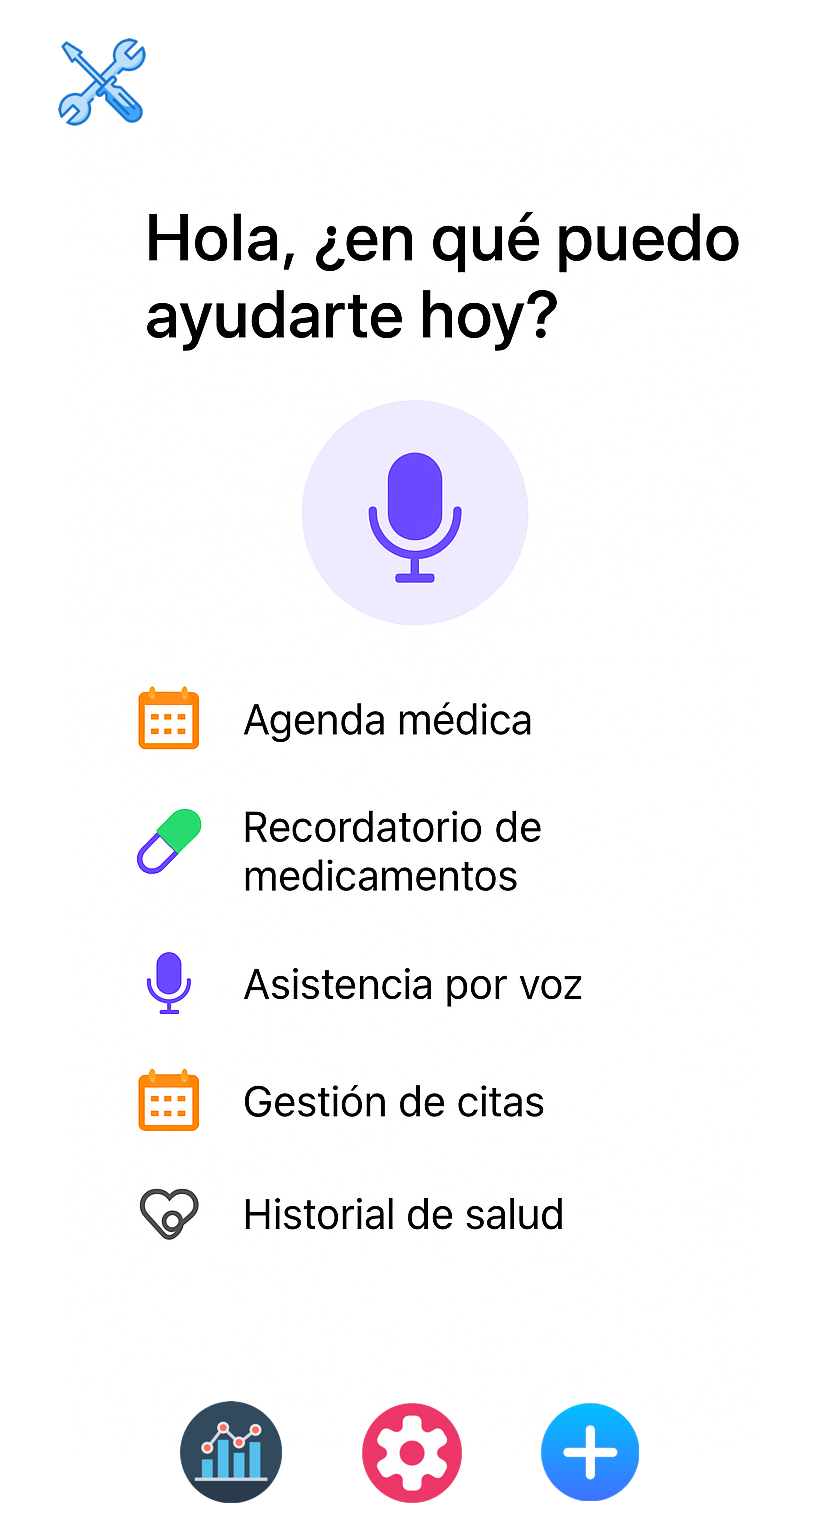 Hola, ¿en qué puedo
ayudarte hoy?
Agenda médica
Recordatorio de
medicamentos
Asistencia por voz
Gestión de citas
Historial de salud